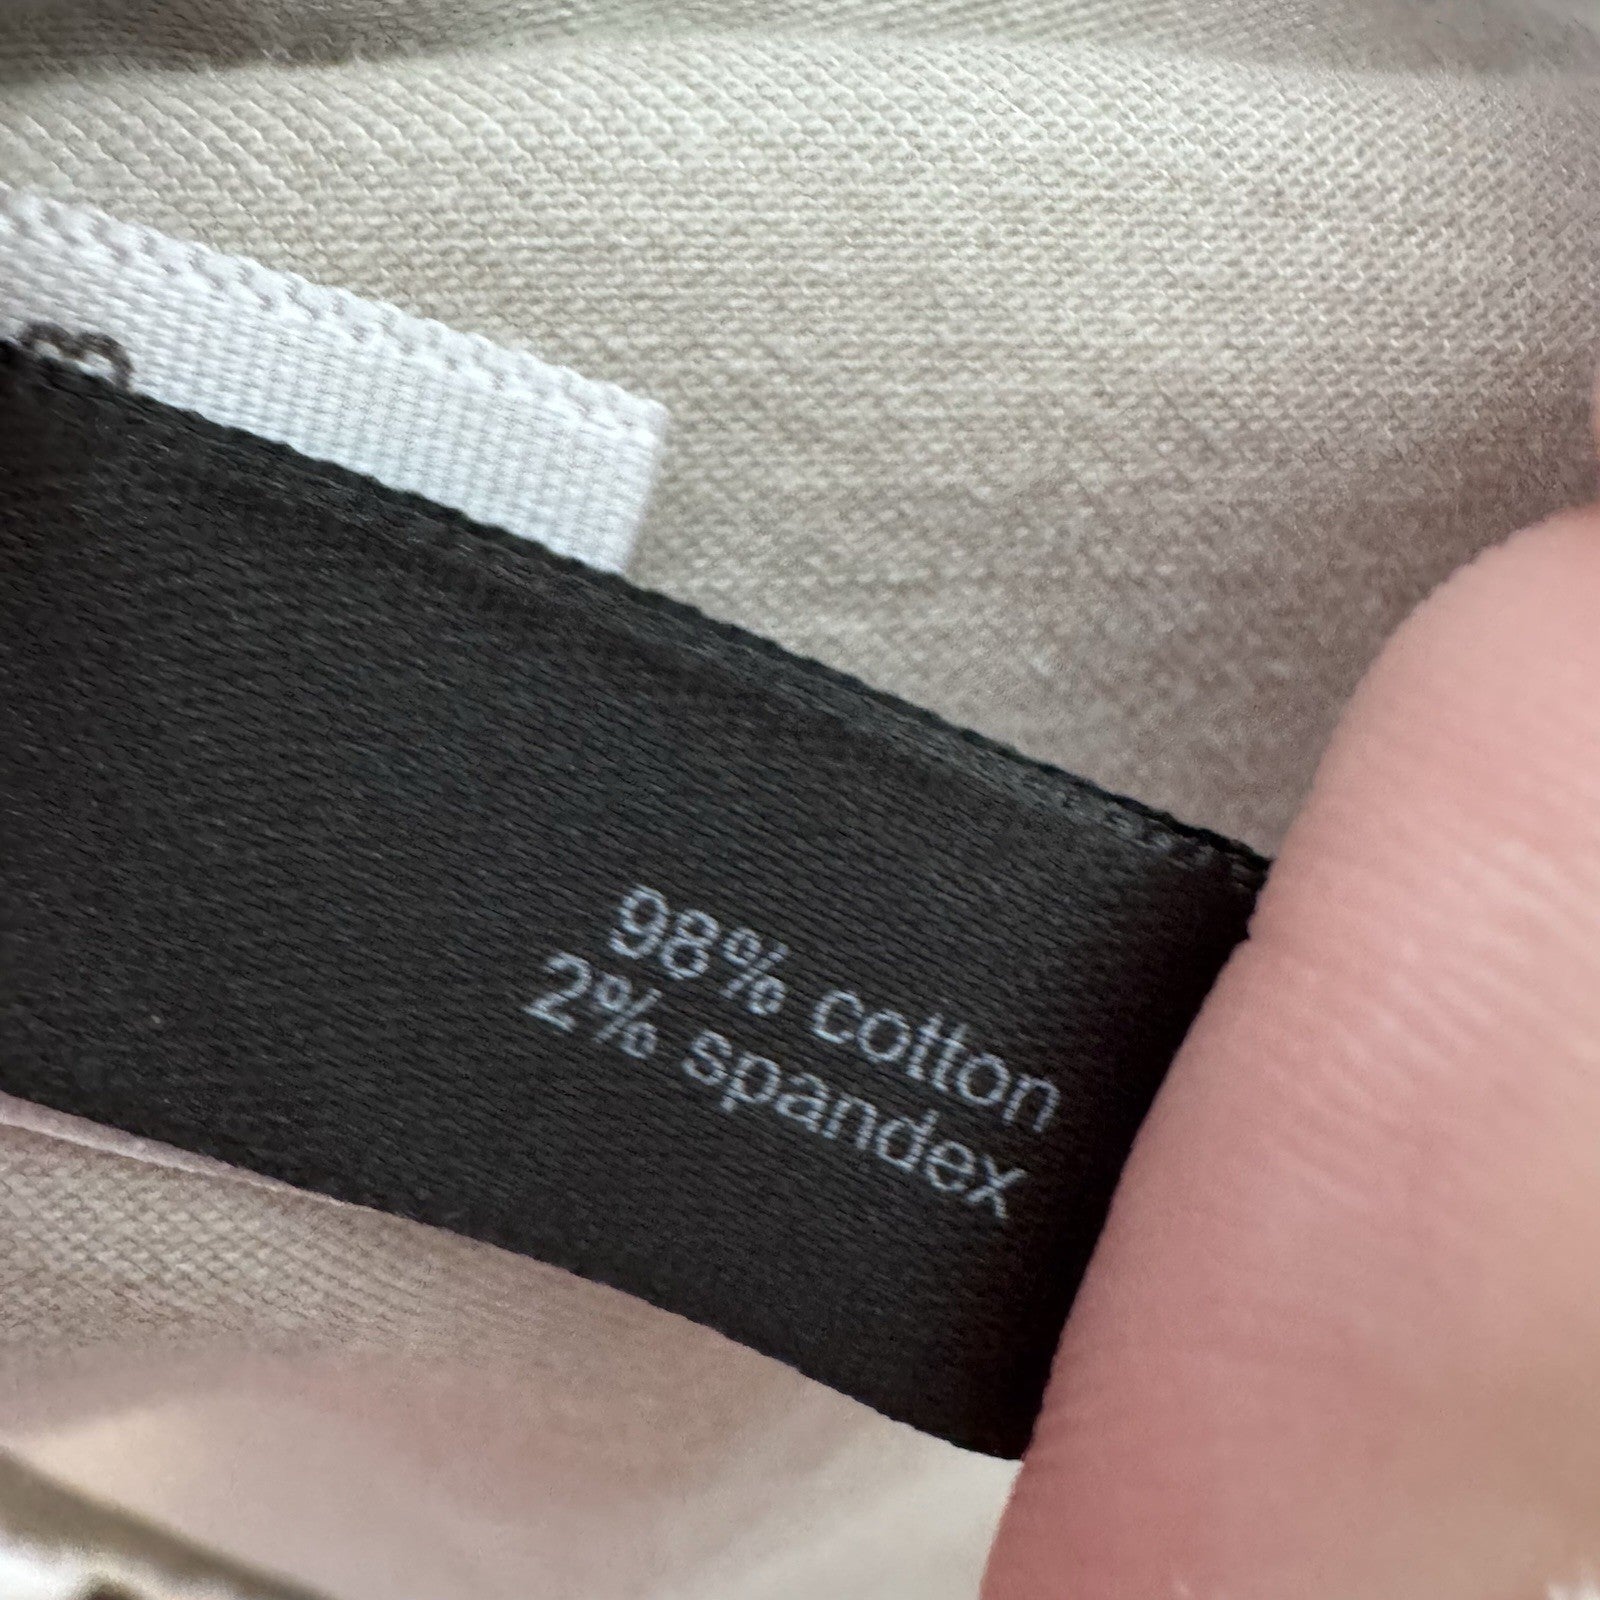 98% cotton
2% spandex